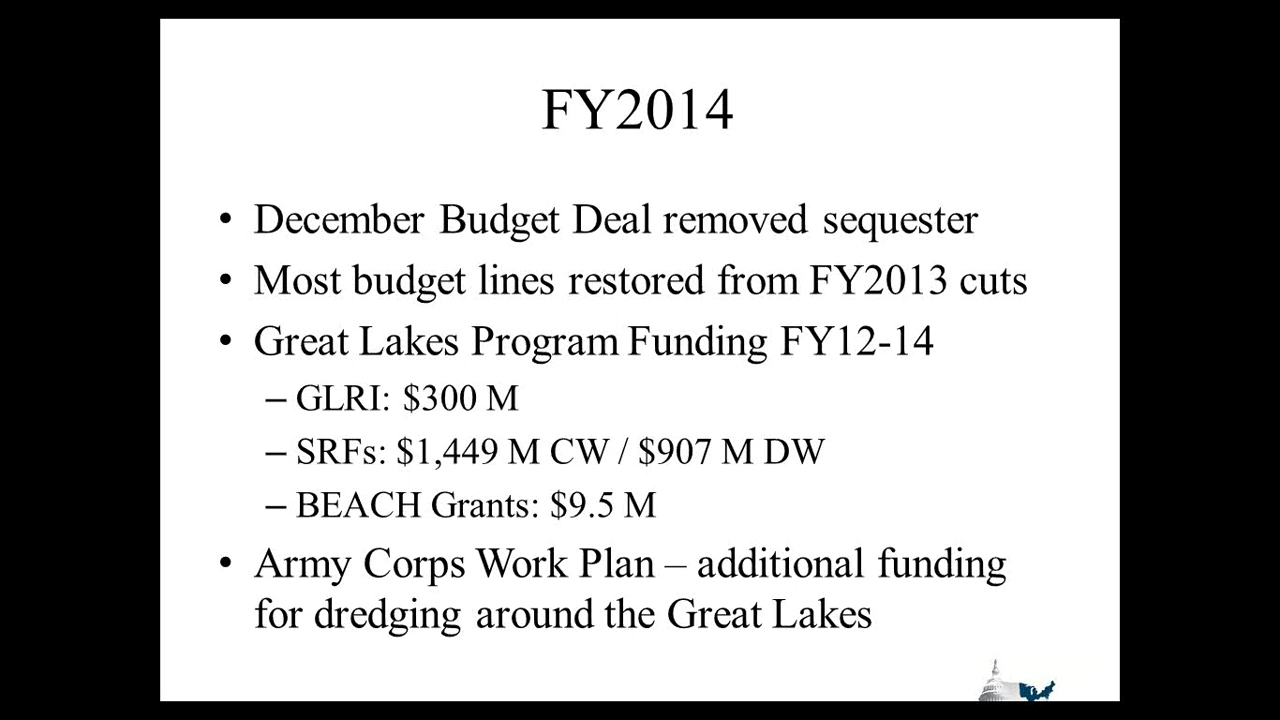 FY2014
• December Budget Deal removed sequester
• Most budget lines restored from FY2013 cuts
• Great Lakes Program Funding FY12-14
– GLRI: $300 M
– SRFs: $1,449 M CW / $907 M DW
– BEACH Grants: $9.5 M
• Army Corps Work Plan – additional funding
for dredging around the Great Lakes